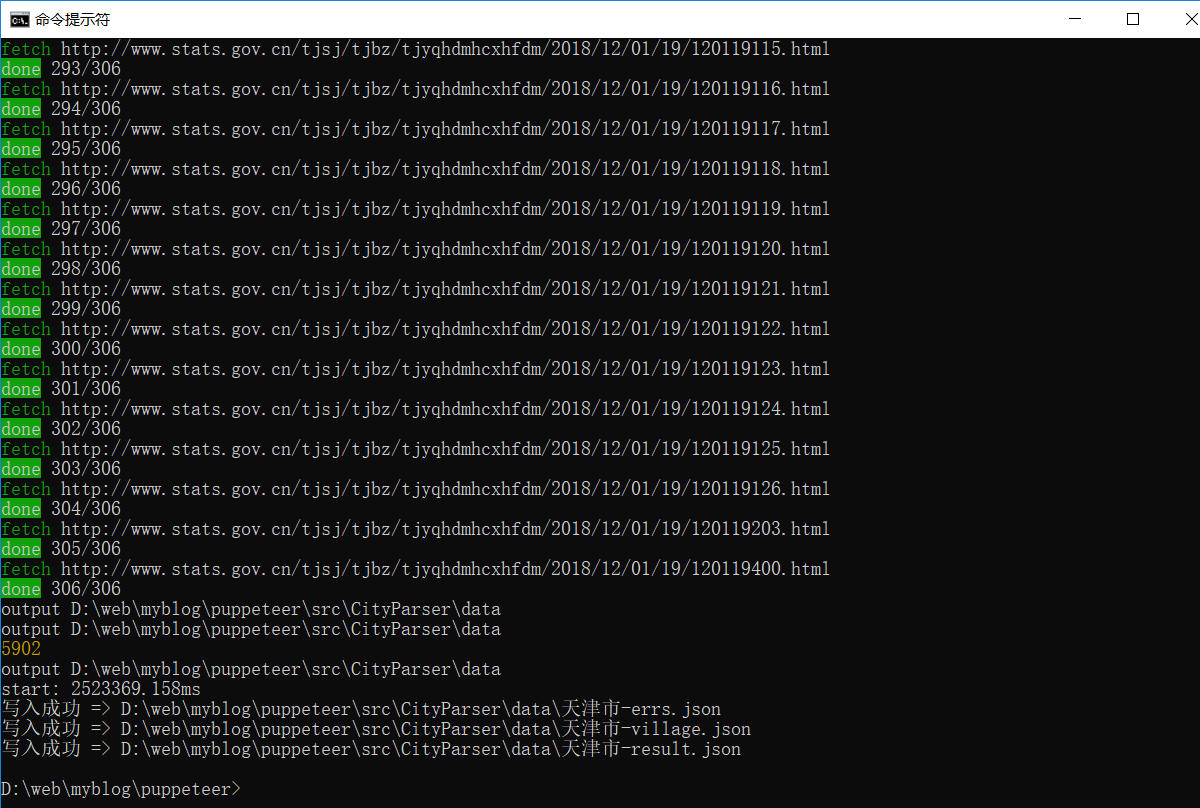 命令提示符
fetch http://www.stats.gov.cn/tjsj/tjbz/tjyqhdmhcxhfdm/2018/12/01/19/120119115.html
done 293/306
fetch http://www.stats.gov.cn/tjsj/tjbz/tjyqhdmhcxhfdm/2018/12/01/19/120119116.html
done 294/306
fetch http://www.stats.gov.cn/tjsj/tjbz/tjyqhdmhcxhfdm/2018/12/01/19/120119117.html
done 295/306
fetch http://www.stats.gov.cn/tjsj/tjbz/tjyqhdmhcxhfdm/2018/12/01/19/120119118.html
done 296/306
fetch http://www.stats.gov.cn/tjsj/tjbz/tjyqhdmhcxhfdm/2018/12/01/19/120119119.html
done 297/306
fetch http://www.stats.gov.cn/tjsj/tjbz/tjyqhdmhcxhfdm/2018/12/01/19/120119120.html
done 298/306
fetch http://www.stats.gov.cn/tjsj/tjbz/tjyqhdmhcxhfdm/2018/12/01/19/120119121.html
done 299/306
fetch http://www.stats.gov.cn/tjsj/tjbz/tjyqhdmhcxhfdm/2018/12/01/19/120119122.html
done 300/306
fetch http://www.stats.gov.cn/tjsj/tjbz/tjyqhdmhcxhfdm/2018/12/01/19/120119123.html
done 301/306
fetch http://www.stats.gov.cn/tjsj/tjbz/tjyqhdmhcxhfdm/2018/12/01/19/120119124.html
done 302/306
fetch http://www.stats.gov.cn/tjsj/tjbz/tjyqhdmhcxhfdm/2018/12/01/19/120119125.html
done 303/306
fetch http://www.stats.gov.cn/tjsj/tjbz/tjyqhdmhcxhfdm/2018/12/01/19/120119126.html
done 304/306
fetch http://www.stats.gov.cn/tjsj/tjbz/tjyqhdmhcxhfdm/2018/12/01/19/120119203.html
done 305/306
fetch http://www.stats.gov.cn/tjsj/tjbz/tjyqhdmhcxhfdm/2018/12/01/19/120119400.html
done 306/306
output D:\web\myblog\puppeteer\src\CityParser\data
output D:\web\myblog\puppeteer\src\CityParser\data
5902
output D:\web\myblog\puppeteer\src\CityParser\data
start: 2523369.158ms
写入成功 => D:\web\myblog\puppeteer\src\CityParser\data\天津市-errs.json
写入成功 => D:\web\myblog\puppeteer\src\CityParser\data\天津市-village.json
写入成功 => D:\web\myblog\puppeteer\src\CityParser\data\天津市-result.json
D:\web\myblog\puppeteer>